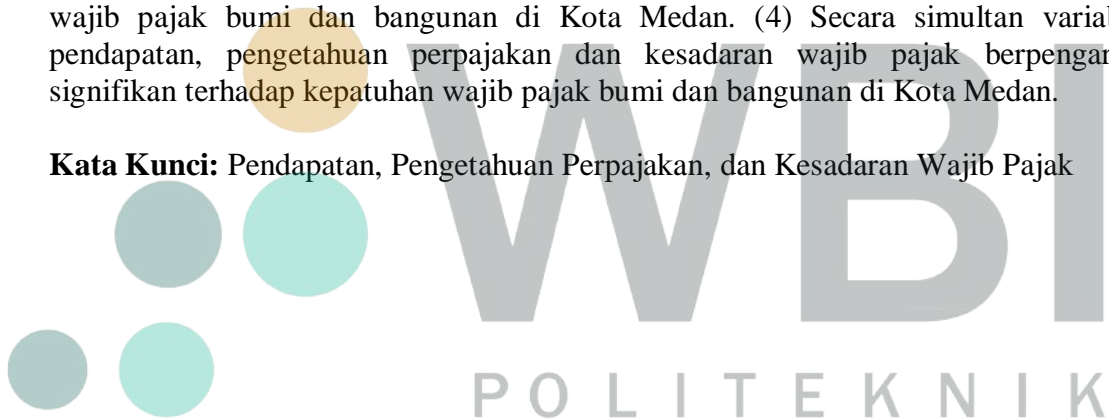 wajib pajak bumi dan bangunan di Kota Medan. (4) Secara simultan
pendapatan, pengetahuan perpajakan dan kesadaran wajib pajak
signifikan terhadap kepatuhan wajib pajak bumi dan bangunan di Kota Medan.
Kata Kunci: Pendapatan, Pengetahuan Perpajakan, dan Kesadaran Wajib Pajak
WBI
POLITEKNIK